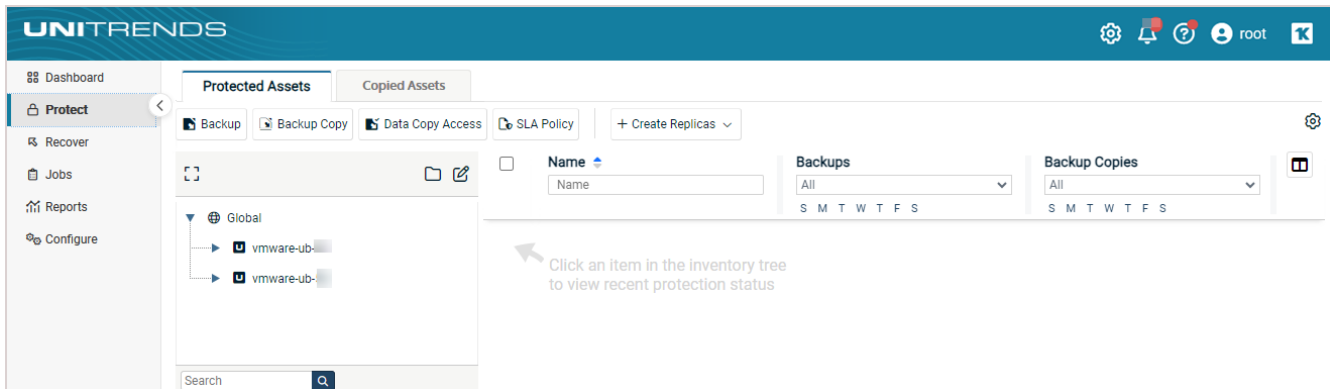 UNITRENDS
root
Dashboard
Protect
Recover
Jobs
Reports
Configure
Protected Assets
Copied Assets
Backup
Backup Copy
Data Copy Access
SLA Policy
+ Create Replicas
Global
vmware-ub-
vmware-ub-
Search
Name
Name
Backups
All
S M T W T F S
Backup Copies
All
S M T W T F S
Click an item in the inventory tree
to view recent protection status